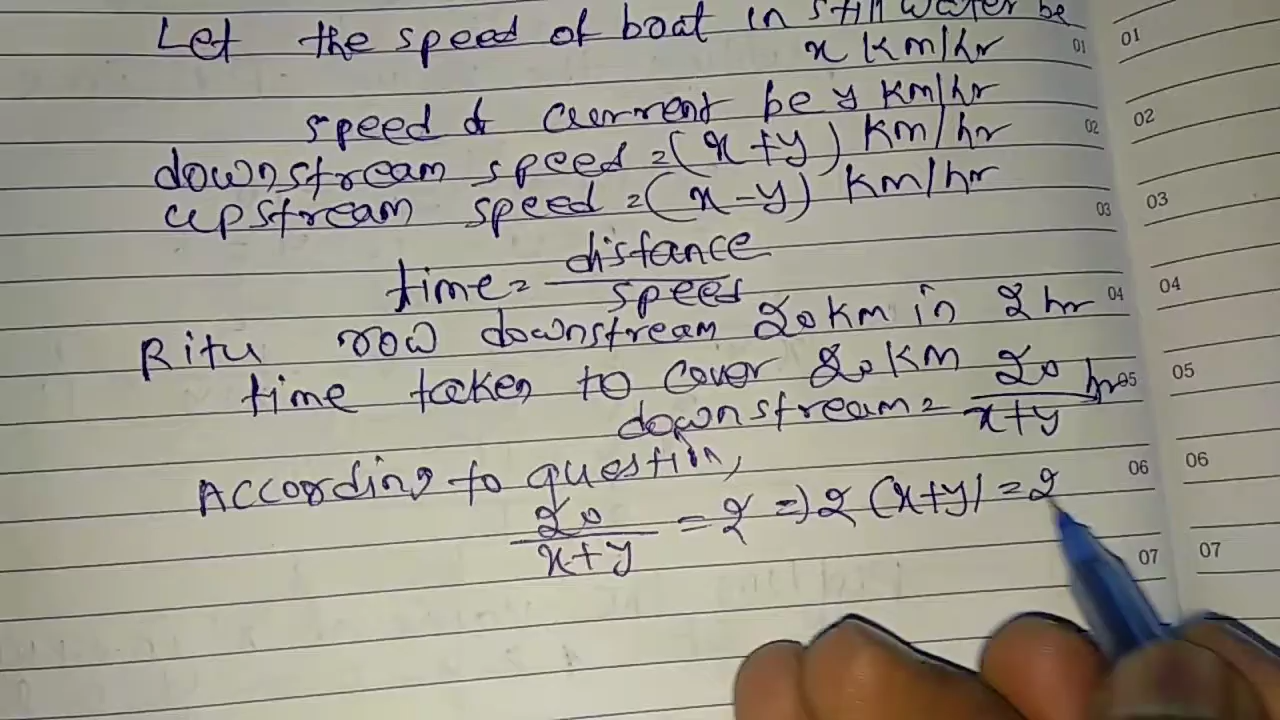 Let the speed of boat in still water be
x km/hr
speed of current be y km/hr
downstream speed = (x+y) km/hr
upstream speed = (x-y) km/hr
time = distance
speed
Ritu row downstream 20 km in 2 hr
time taken to cover 20 km 20 hr
downstream = x+y
According to question,
20 = 2 => 2 (x+y) = 2
x+y
01 01
02 02
03 03
04 04
05 05
06 06
07 07